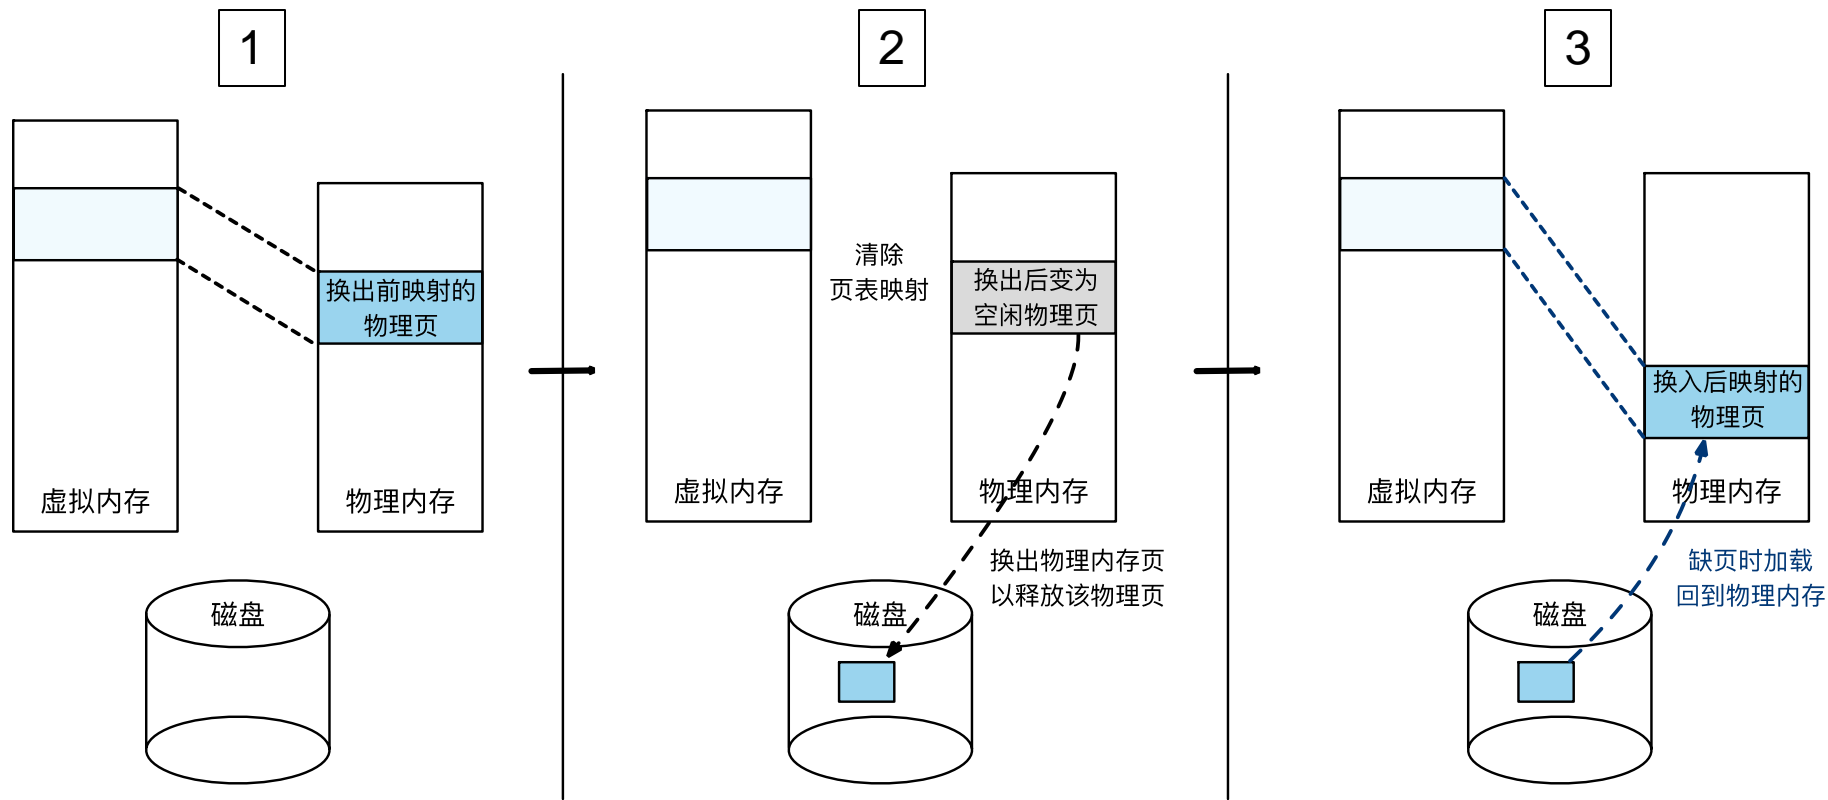 1
换出前映射的
物理页
虚拟内存
物理内存
磁盘
2
清除
页表映射
换出后变为
空闲物理页
虚拟内存
物理内存
换出物理内存页
以释放该物理页
磁盘
3
换入后映射的
物理页
虚拟内存
物理内存
缺页时加载
回到物理内存
磁盘